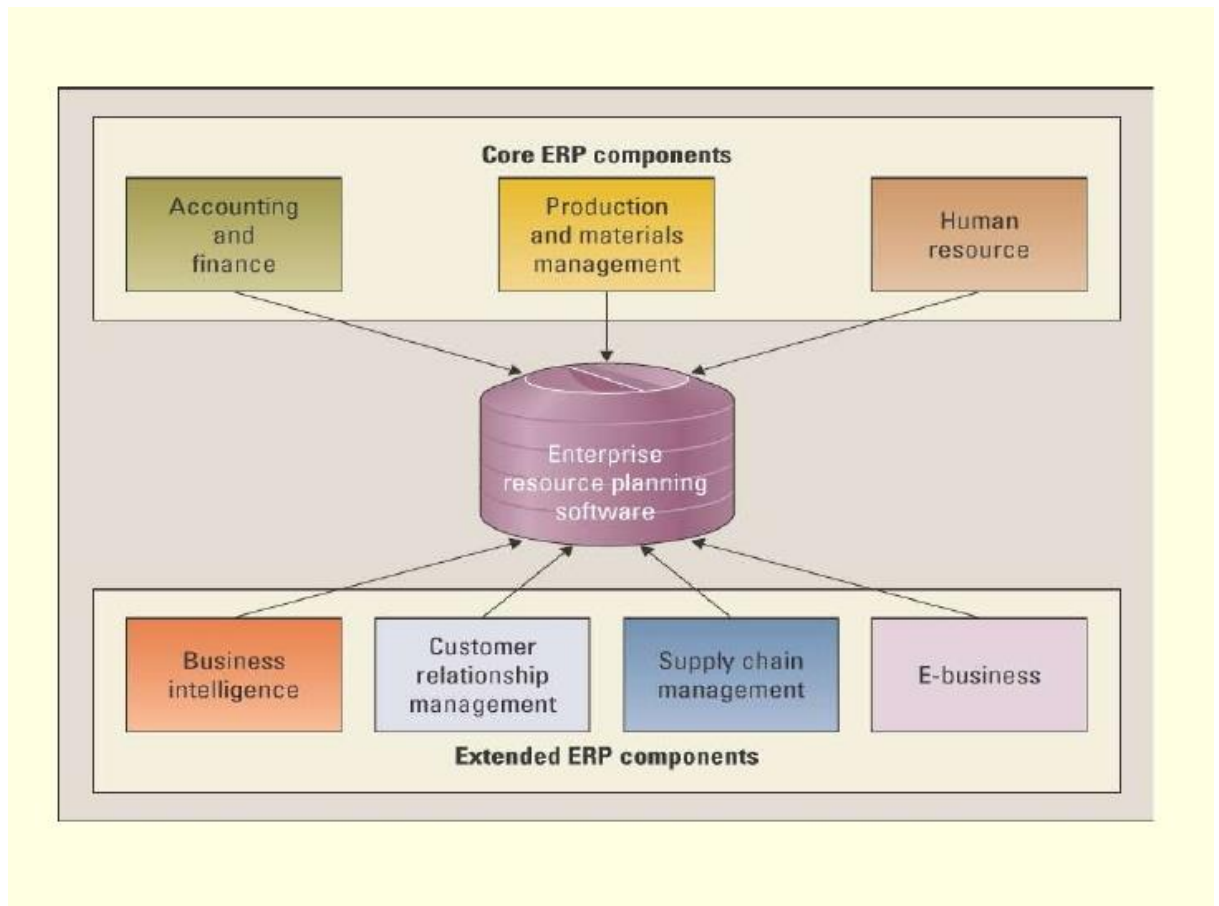 Core ERP components
Accounting
and
finance
Production
and materials
management
Human
resource
Enterprise
resource planning
software
Business
intelligence
Customer
relationship
management
Supply chain
management
E-business
Extended ERP components